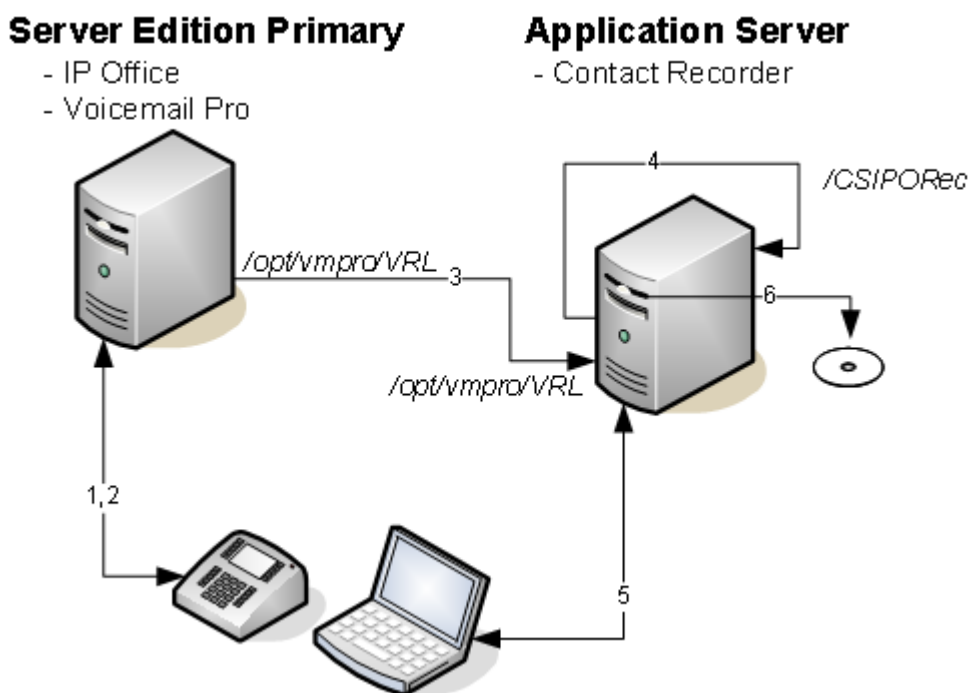 Server Edition Primary
- IP Office
- Voicemail Pro
Application Server
- Contact Recorder
4
/CSIPORec
/opt/vmpro/VRL
3
6
/opt/vmpro/VRL
1,2
5